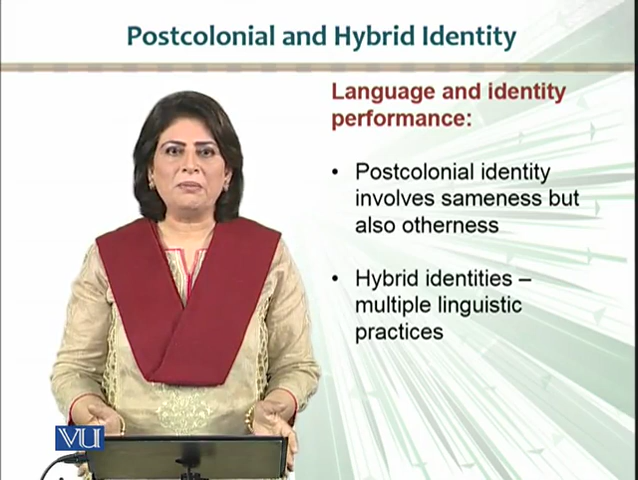 Postcolonial and Hybrid Identity
Language and identity
performance:
• Postcolonial identity
involves sameness but
also otherness
• Hybrid identities –
multiple linguistic
practices
VU